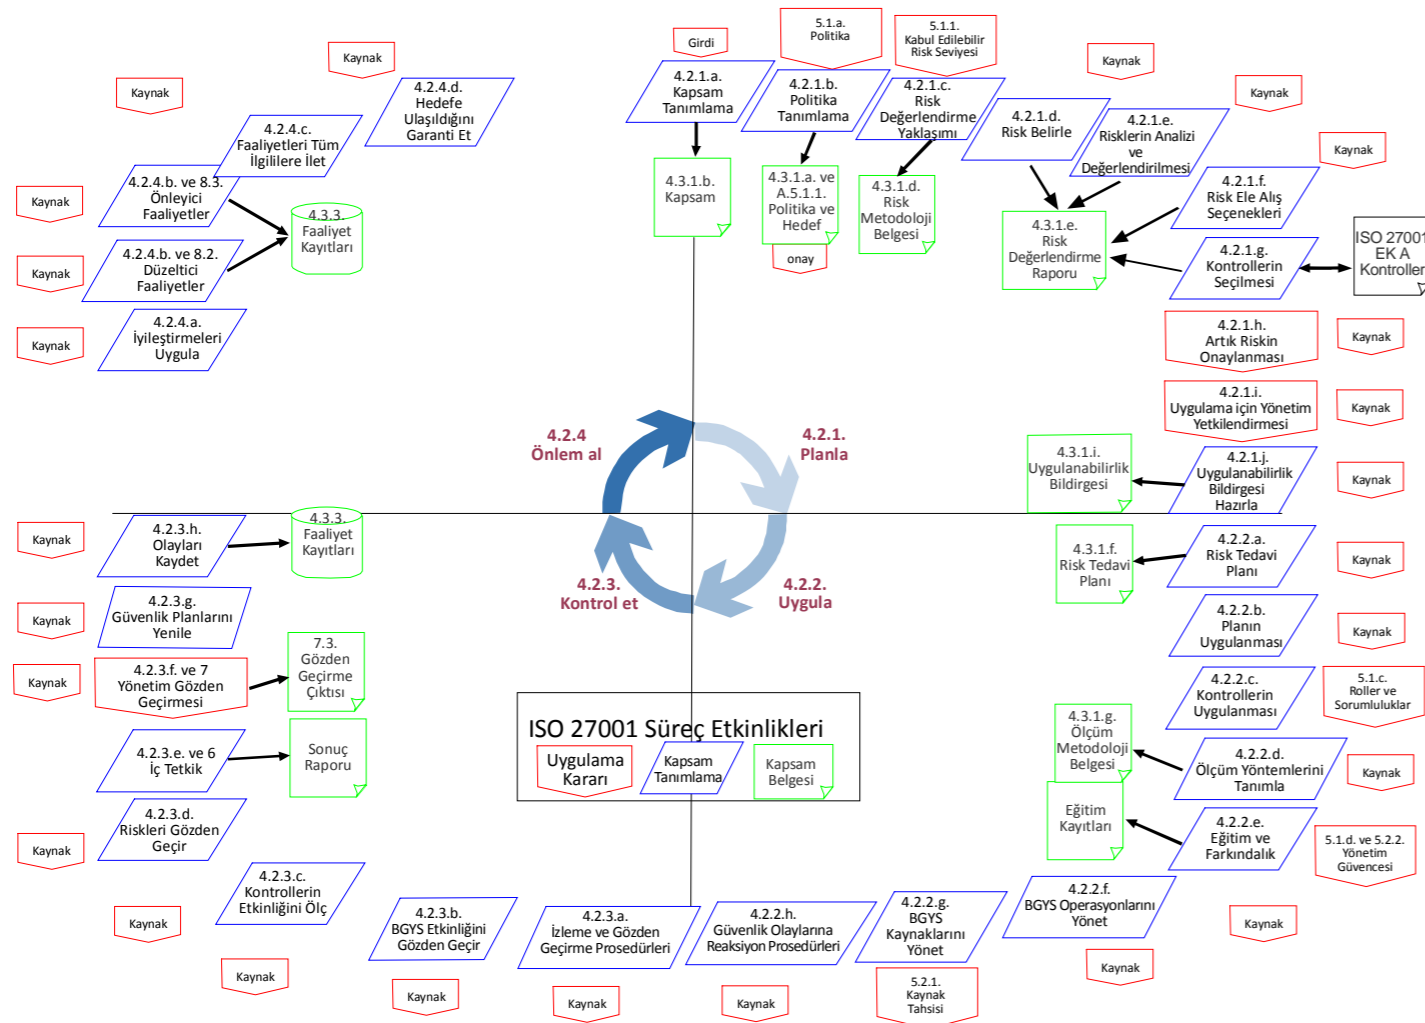 Kaynak
Kaynak
4.2.4.d.
Hedefe
Ulaşıldığını
Garanti Et
4.2.4.c.
Faaliyetleri Tüm
İlgililere İlet
Kaynak
4.2.4.b. ve 8.3.
Önleyici
Faaliyetler
4.3.3.
Faaliyet
Kayıtları
Kaynak
4.2.4.b. ve 8.2.
Düzeltici
Faaliyetler
Kaynak
4.2.4.a.
İyileştirmeleri
Uygula
Girdi
4.2.1.a.
Kapsam
Tanımlama
4.3.1.b.
Kapsam
5.1.a.
Politika
4.2.1.b.
Politika
Tanımlama
4.3.1.a. ve
A.5.1.1.
Politika ve
Hedef
onay
5.1.1.
Kabul Edilebilir
Risk Seviyesi
4.2.1.c.
Risk
Değerlendirme
Yaklaşımı
4.3.1.d.
Risk
Metodoloji
Belgesi
Kaynak
4.2.1.d.
Risk Belirle
Kaynak
4.2.1.e.
Risklerin Analizi
ve
Değerlendirilmesi
Kaynak
4.2.1.f.
Risk Ele Alış
Seçenekleri
4.3.1.e.
Risk
Değerlendirme
Raporu
4.2.1.g.
Kontrollerin
Seçilmesi
ISO 27001
EK A
Kontroller
4.2.1.h.
Artık Riskin
Onaylanması
Kaynak
4.2.1.i.
Uygulama için Yönetim
Yetkilendirmesi
Kaynak
4.3.1.i.
Uygulanabilirlik
Bildirgesi
4.2.1.j.
Uygulanabilirlik
Bildirgesi
Hazırla
Kaynak
4.2.4
Önlem al
4.2.1.
Planla
4.2.3.
Kontrol et
4.2.2.
Uygula
Kaynak
4.2.3.h.
Olayları
Kaydet
4.3.3.
Faaliyet
Kayıtları
Kaynak
4.2.3.g.
Güvenlik Planlarını
Yenile
Kaynak
4.2.3.f. ve 7
Yönetim Gözden
Geçirmesi
7.3.
Gözden
Geçirme
Çıktısı
Kaynak
4.2.3.e. ve 6
İç Tetkik
Sonuç
Raporu
Kaynak
4.2.3.d.
Riskleri Gözden
Geçir
4.3.1.f.
Risk Tedavi
Planı
4.2.2.a.
Risk Tedavi
Planı
Kaynak
4.2.2.b.
Planın
Uygulanması
Kaynak
4.2.2.c.
Kontrollerin
Uygulanması
5.1.c.
Roller ve
Sorumluluklar
4.3.1.g.
Ölçüm
Metodoloji
Belgesi
4.2.2.d.
Ölçüm Yöntemlerini
Tanımla
Kaynak
Eğitim
Kayıtları
4.2.2.e.
Eğitim ve
Farkındalık
5.1.d. ve 5.2.2.
Yönetim
Güvencesi
ISO 27001 Süreç Etkinlikleri
Uygulama
Kararı
Kapsam
Tanımlama
Kapsam
Belgesi
4.2.3.c.
Kontrollerin
Etkinliğini Ölç
Kaynak
4.2.3.b.
BGYS Etkinliğini
Gözden Geçir
Kaynak
4.2.3.a.
İzleme ve Gözden
Geçirme Prosedürleri
Kaynak
4.2.2.h.
Güvenlik Olaylarına
Reaksiyon Prosedürleri
Kaynak
4.2.2.g.
BGYS
Kaynaklarını
Yönet
5.2.1.
Kaynak
Tahsisi
4.2.2.f.
BGYS Operasyonlarını
Yönet
Kaynak
Kaynak
Kaynak
Kaynak